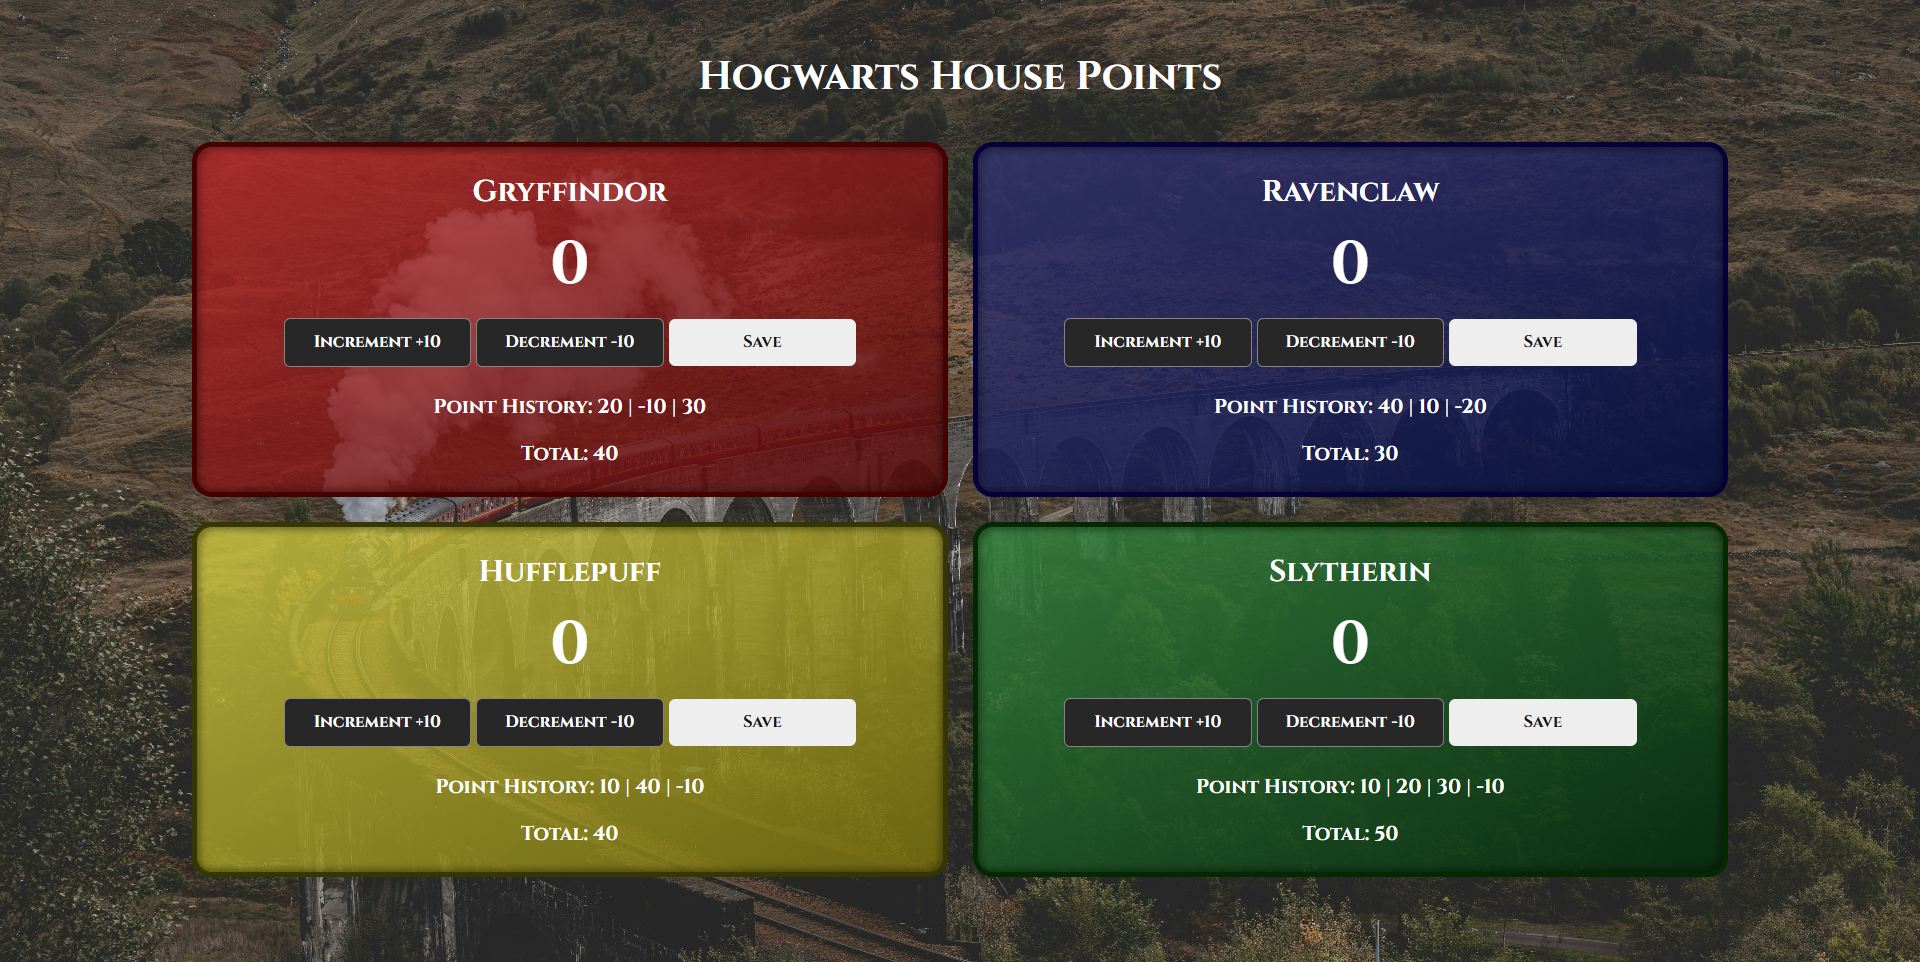 Hogwarts House Points
Gryffindor
0
Increment +10
Decrement -10
Save
Point History: 20 | -10 | 30
Total: 40
Ravenclaw
0
Increment +10
Decrement -10
Save
Point History: 40 | 10 | -20
Total: 30
Hufflepuff
0
Increment +10
Decrement -10
Save
Point History: 10 | 40 | -10
Total: 40
Slytherin
0
Increment +10
Decrement -10
Save
Point History: 10 | 20 | 30 | -10
Total: 50